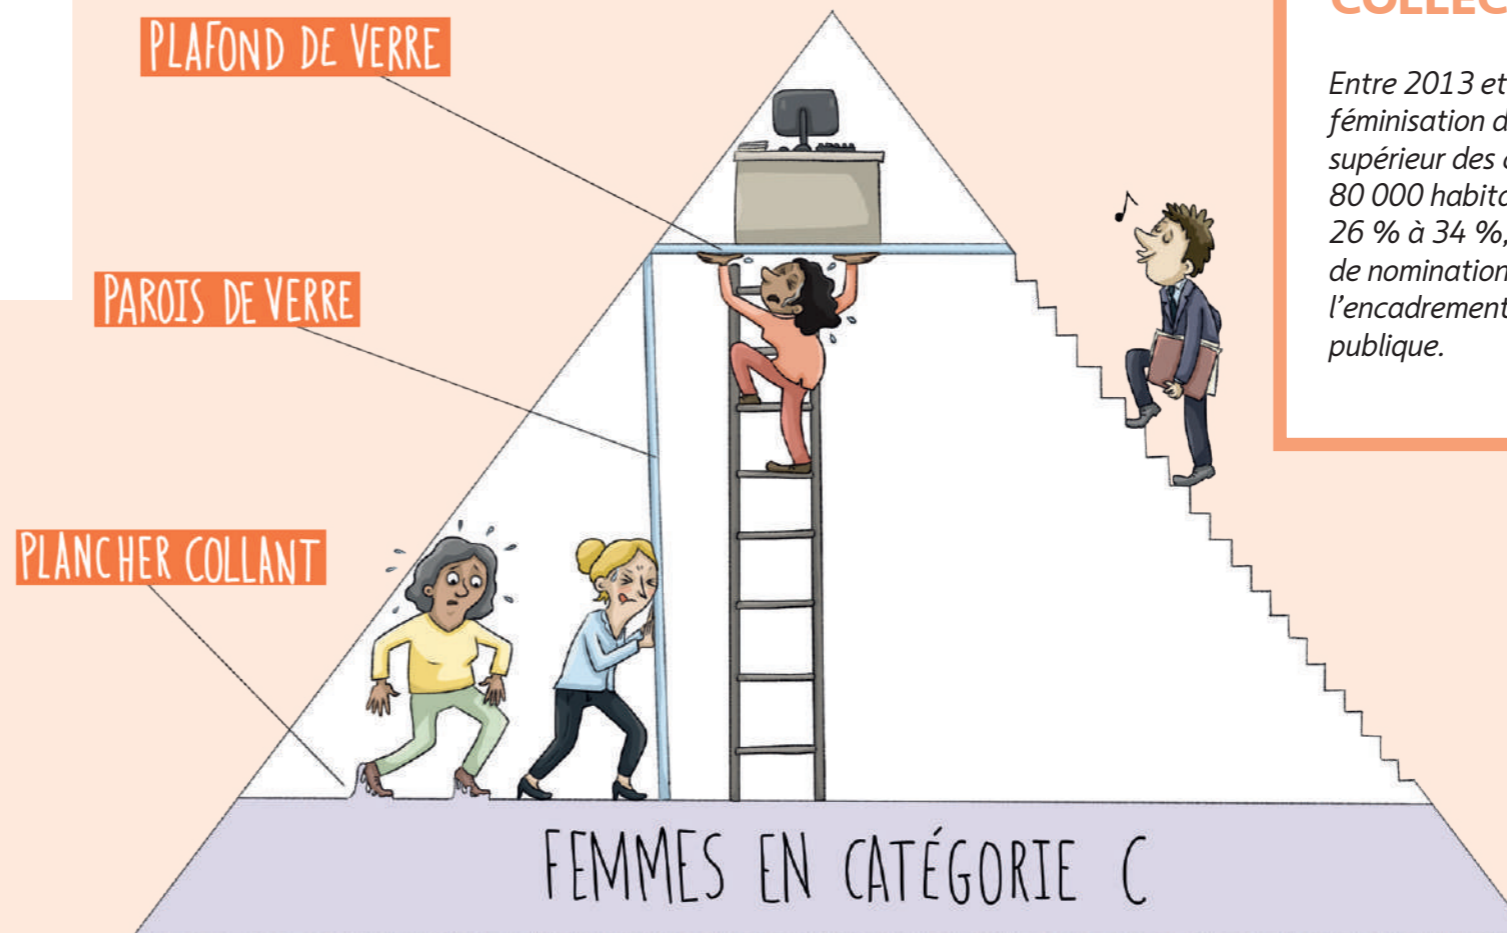 PLAFOND DE VERRE
PAROIS DE VERRE
PLANCHER COLLANT
FEMMES EN CATÉGORIE C
Entre 2013 et
féminisation
supérieur des
80 000
26 % à 34 %,
de nomination
l'encadrement
publique.